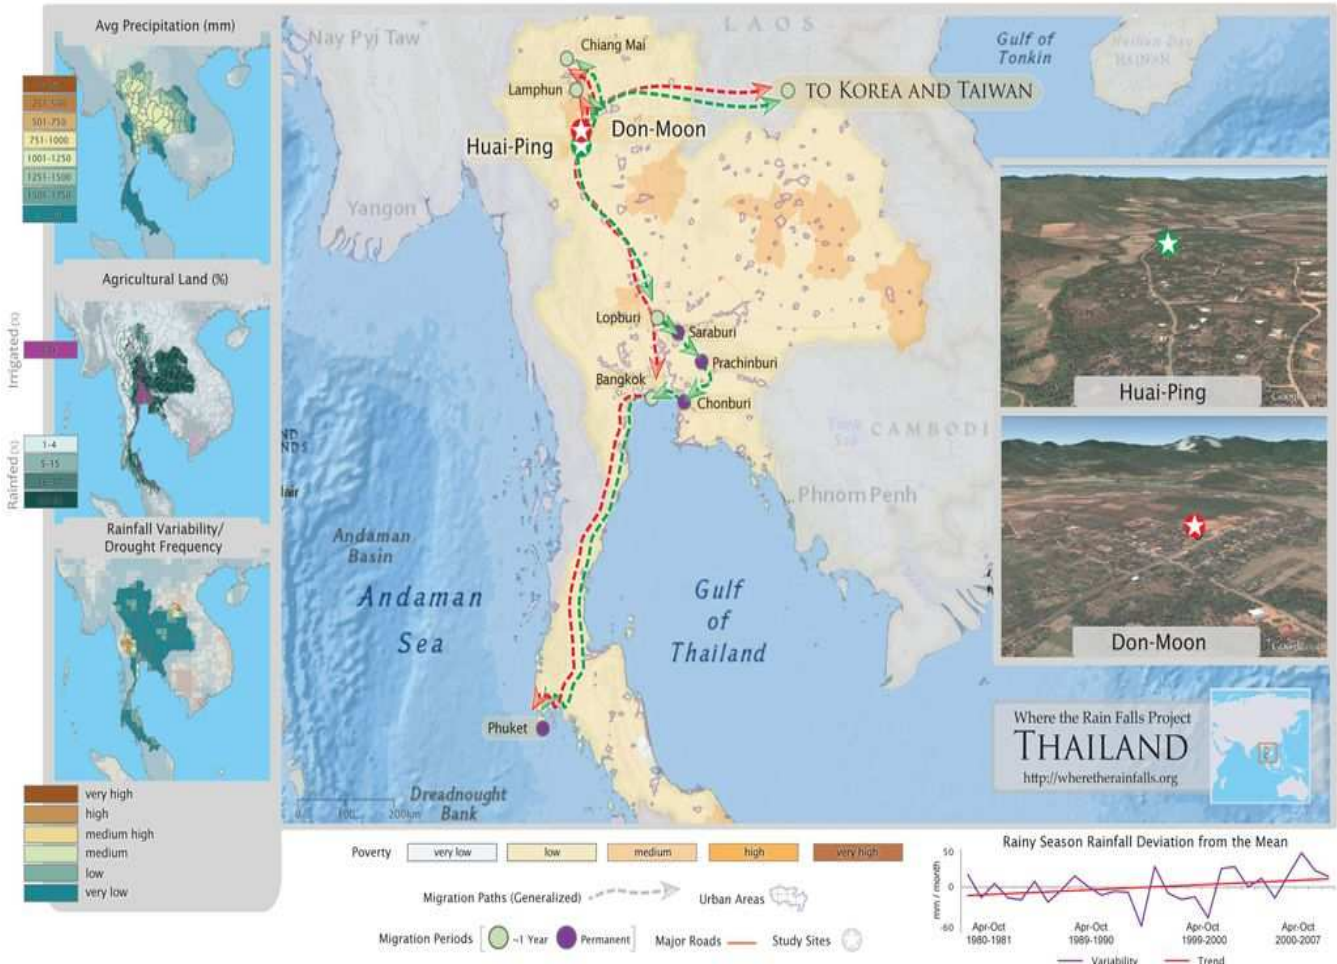 Avg Precipitation (mm)
251-500
501-750
751-1000
1001-1250
1251-1500
1501-1750
Agricultural Land (%)
Irrigated (%)
Rainfed (%)
1-4
5-15
Rainfall Variability/
Drought Frequency
very high
high
medium high
medium
low
very low
Nay Pyi Taw
LAOS
Gulf of
Tonkin
HAINAN
Chiang Mai
Lamphun
TO KOREA AND TAIWAN
Don-Moon
Huai-Ping
Yangon
Lopburi
Saraburi
Prachinburi
Bangkok
Chonburi
CAMBODI
Phnom Penh
Andaman
Basin
Andaman
Sea
Gulf
of
Thailand
Phuket
Dreadnought
Bank
0 100 200km
Huai-Ping
Google
Don-Moon
Google
Where the Rain Falls Project
THAILAND
http://wheretherainfalls.org
Poverty
very low
low
medium
high
very high
Migration Paths (Generalized)
Urban Areas
Migration Periods
~1 Year
Permanent
Major Roads
Study Sites
Rainy Season Rainfall Deviation from the Mean
mm / month
50
0
-60
Apr-Oct
1980-1981
Apr-Oct
1989-1990
Apr-Oct
1999-2000
Apr-Oct
2000-2007
Variability
Trend